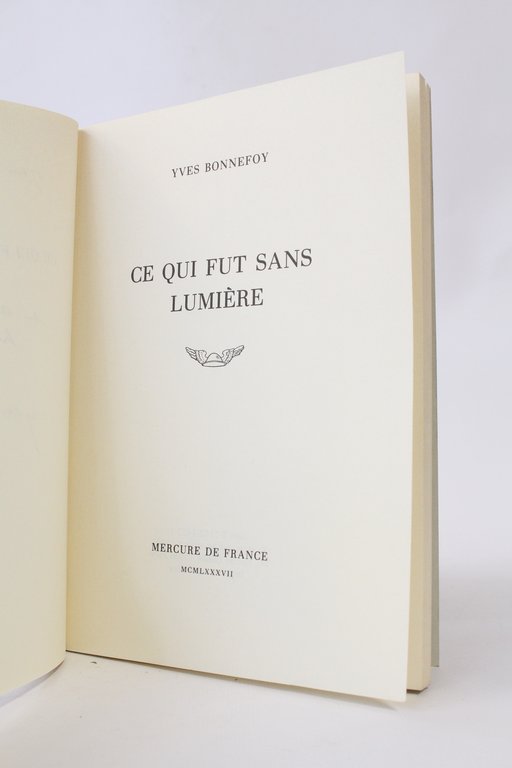 YVES BONNEFOY
CE QUI FUT SANS
LUMIÈRE
MERCURE DE FRANCE
MCMLXXXVII